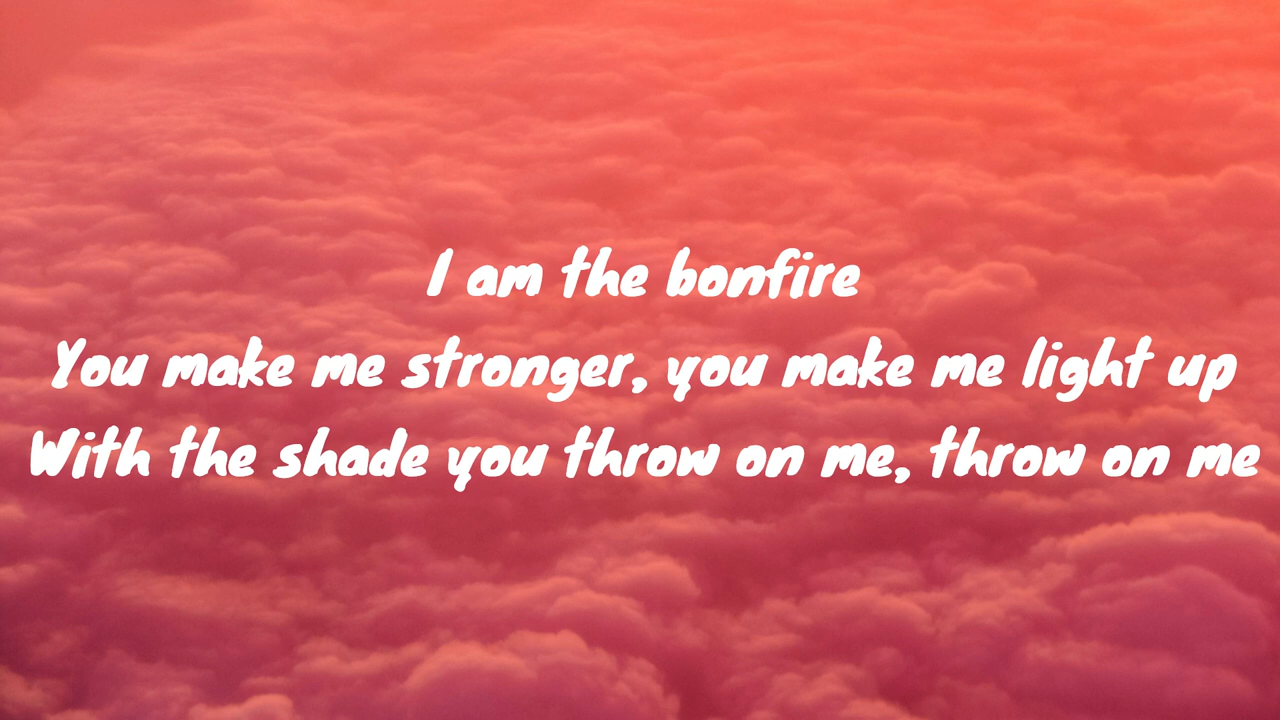 I am the bonfire
You make me stronger, you make me light up
With the shade you throw on me, throw on me